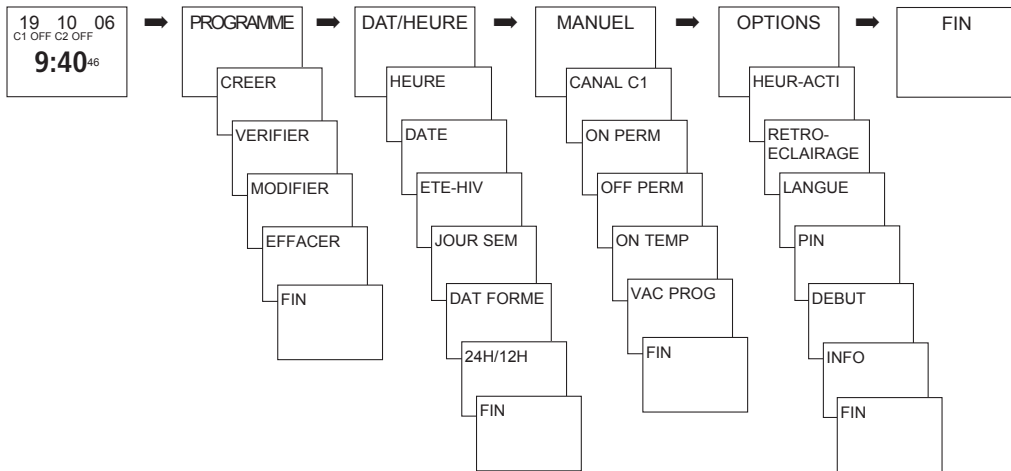 19 10 06
C1 OFF C2 OFF
9:40 46
PROGRAMME
CREER
VERIFIER
MODIFIER
EFFACER
FIN
DAT/HEURE
HEURE
DATE
ETE-HIV
JOUR SEM
DAT FORME
24H/12H
FIN
MANUEL
CANAL C1
ON PERM
OFF PERM
ON TEMP
VAC PROG
FIN
OPTIONS
HEUR-ACTI
RETRO-
ECLAIRAGE
LANGUE
PIN
DEBUT
INFO
FIN
FIN